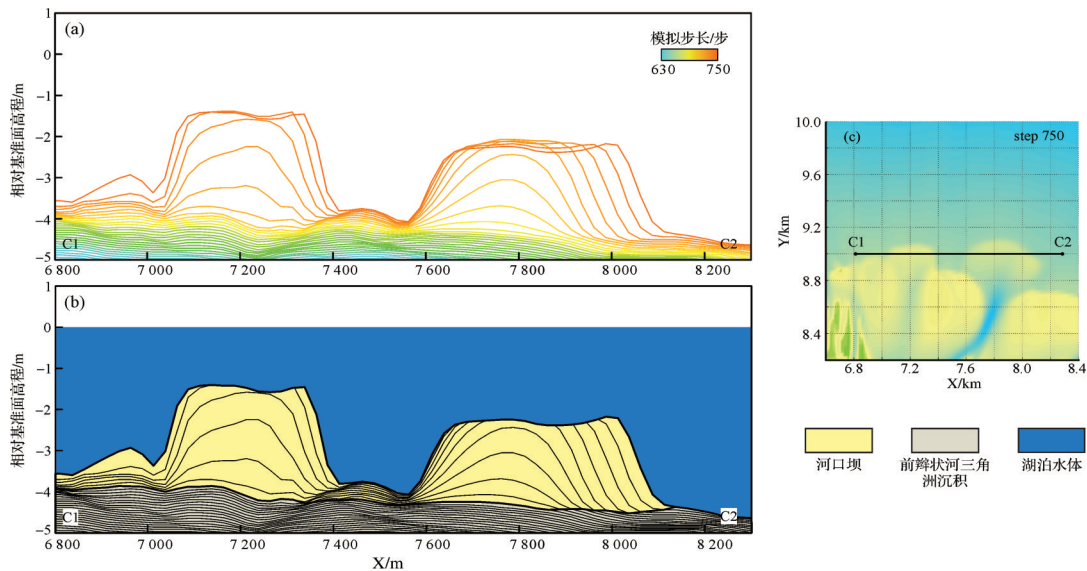 (a)
模拟步长/步
630 750
相对基准面高程/m
1
0
−1
−2
−3
−4
−5
C1
C2
6 800 7 000 7 200 7 400 7 600 7 800 8 000 8 200
(b)
相对基准面高程/m
1
0
−1
−2
−3
−4
−5
C1
C2
6 800 7 000 7 200 7 400 7 600 7 800 8 000 8 200
X/m
(c)
step 750
Y/km
10.0
9.6
9.2
8.8
8.4
C1
C2
6.8 7.2 7.6 8.0 8.4
X/km
河口坝
前辫状河三角
洲沉积
湖泊水体